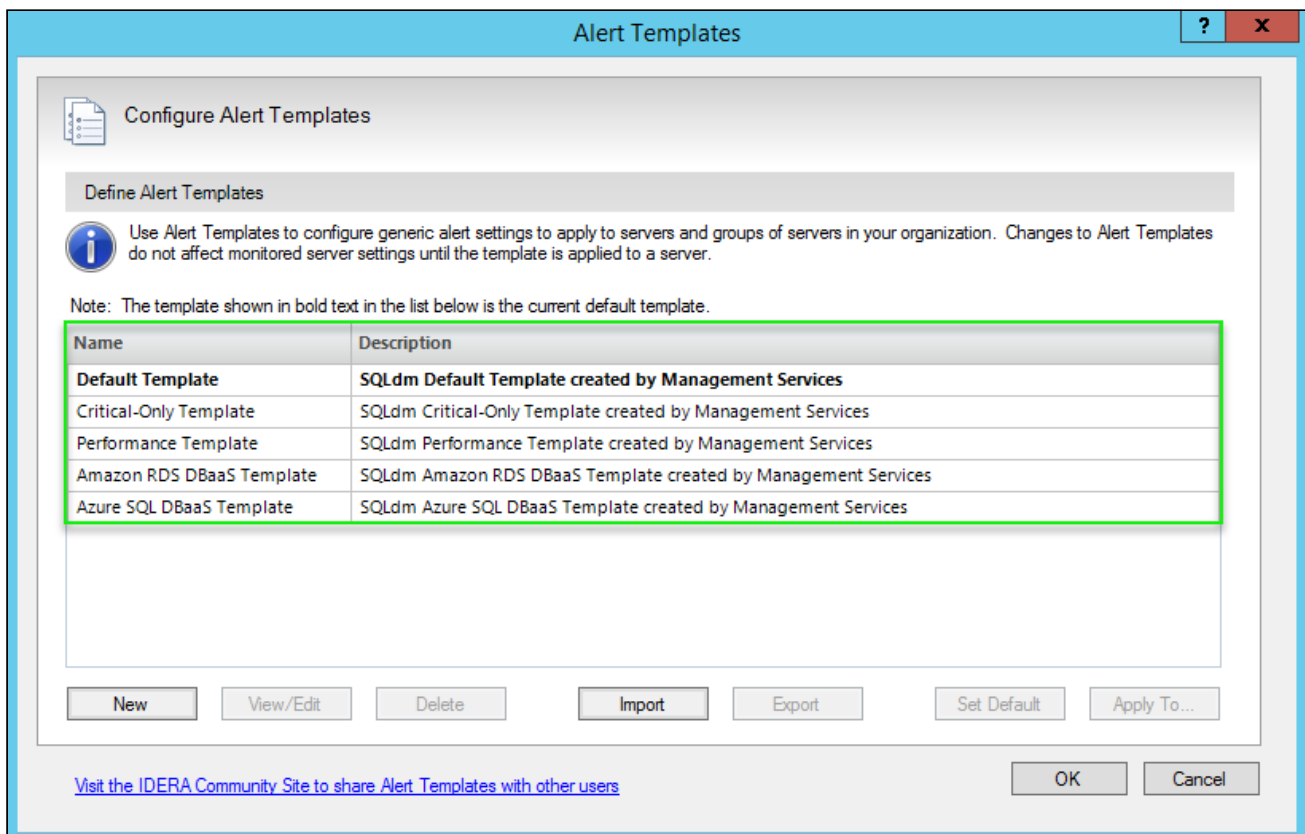 Alert Templates
?
x
Configure Alert Templates
Define Alert Templates
i
Use Alert Templates to configure generic alert settings to apply to servers and groups of servers in your organization. Changes to Alert Templates
do not affect monitored server settings until the template is applied to a server.
Note: The template shown in bold text in the list below is the current default template.
Name Description
Default Template SQLdm Default Template created by Management Services
Critical-Only Template SQLdm Critical-Only Template created by Management Services
Performance Template SQLdm Performance Template created by Management Services
Amazon RDS DBaaS Template SQLdm Amazon RDS DBaaS Template created by Management Services
Azure SQL DBaaS Template SQLdm Azure SQL DBaaS Template created by Management Services
New View/Edit Delete Import Export Set Default Apply To...
Visit the IDERA Community Site to share Alert Templates with other users
OK Cancel